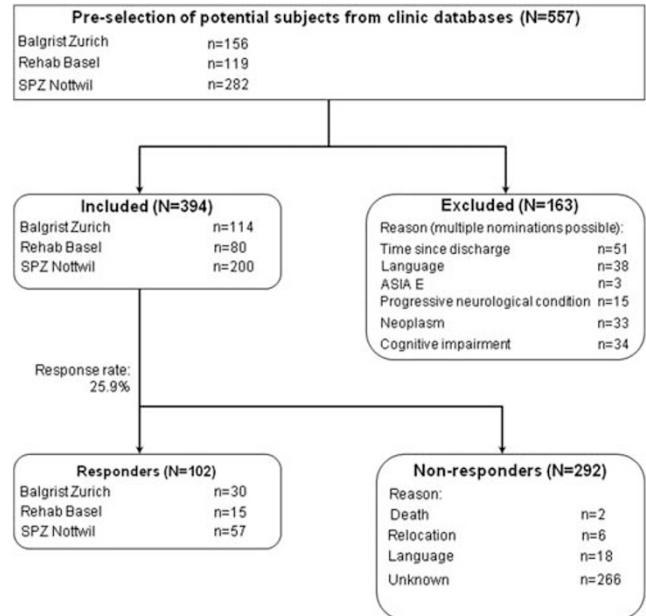 Pre-selection of potential subjects from clinic databases (N=557)
Balgrist Zurich n=156
Rehab Basel n=119
SPZ Nottwil n=282
Included (N=394)
Balgrist Zurich n=114
Rehab Basel n=80
SPZ Nottwil n=200
Excluded (N=163)
Reason (multiple nominations possible):
Time since discharge n=51
Language n=38
ASIA E n=3
Progressive neurological condition n=15
Neoplasm n=33
Cognitive impairment n=34
Response rate:
25.9%
Responders (N=102)
Balgrist Zurich n=30
Rehab Basel n=15
SPZ Nottwil n=57
Non-responders (N=292)
Reason:
Death n=2
Relocation n=6
Language n=18
Unknown n=266